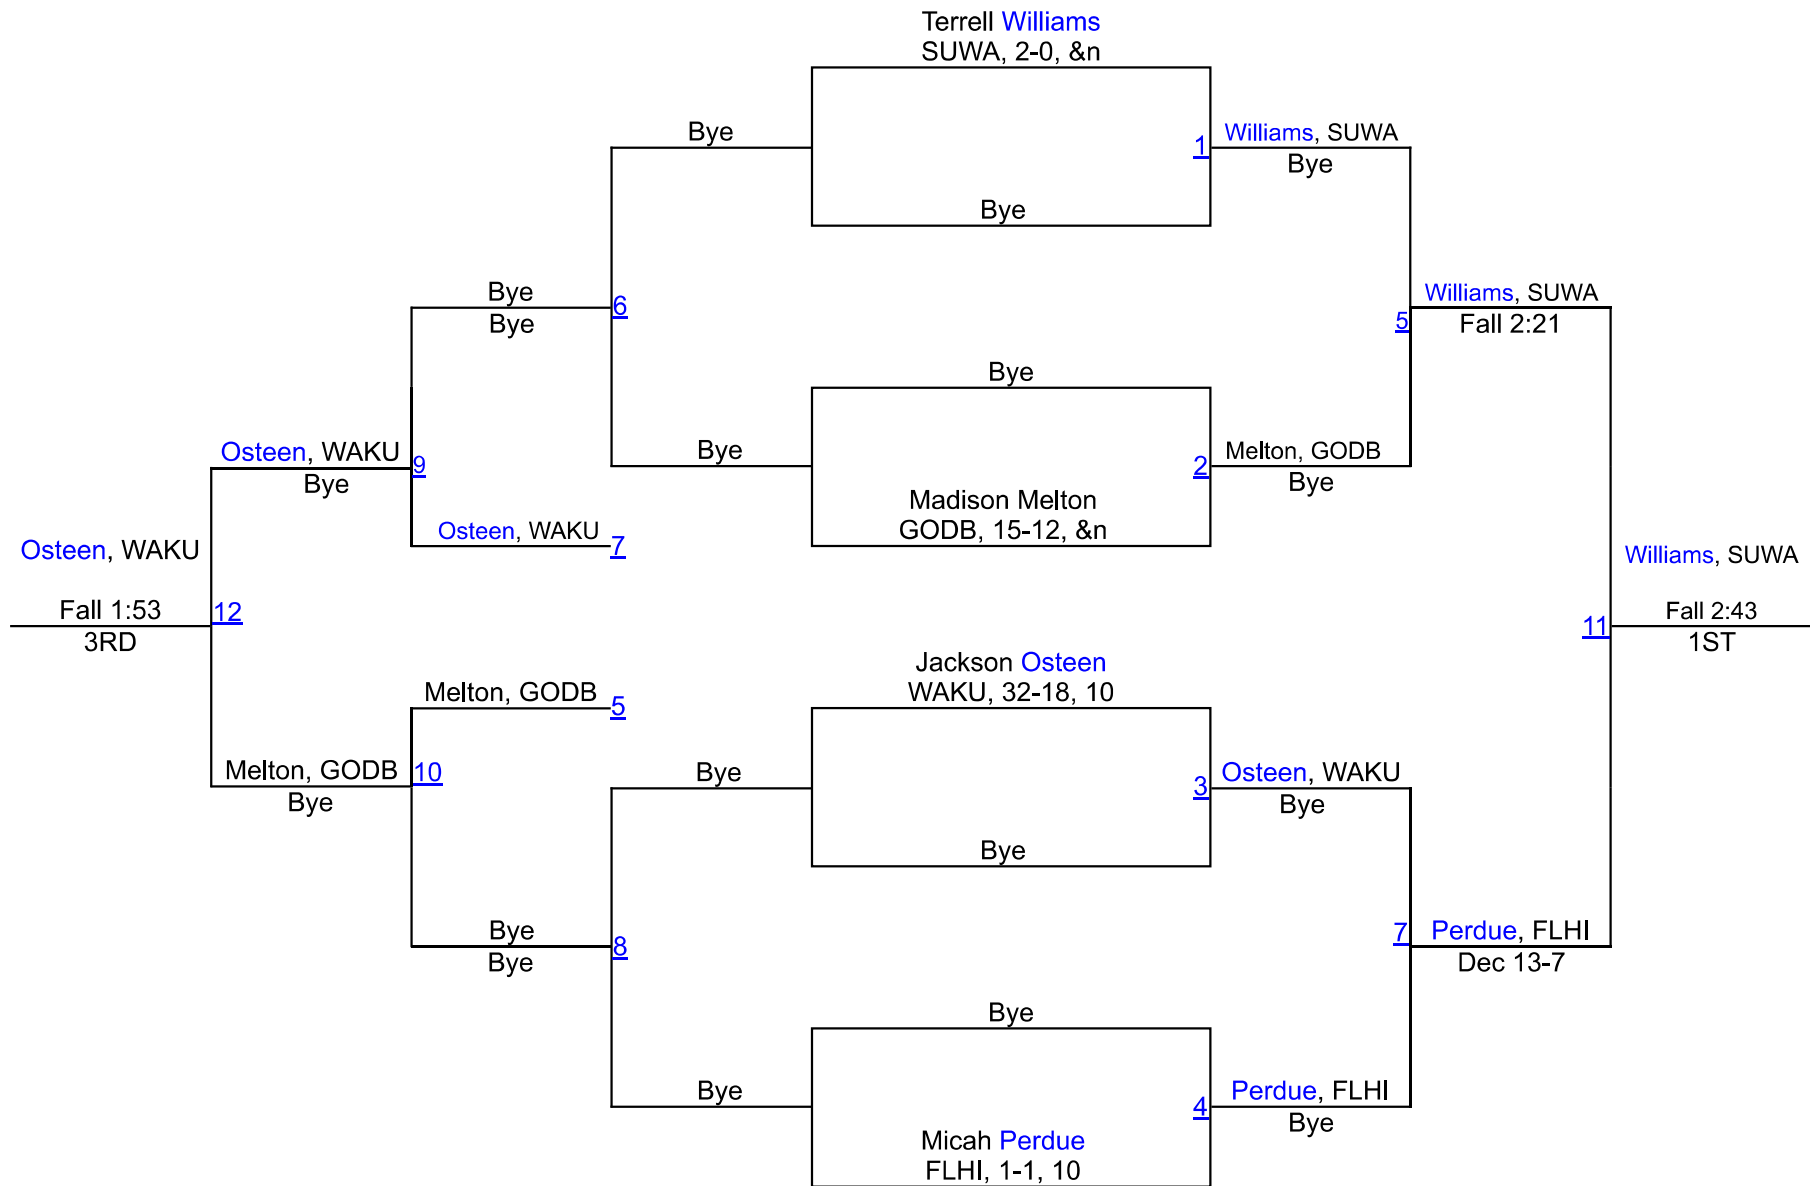 Terrell Williams
SUWA, 2-0, &n
Bye
1
Williams, SUWA
Bye
Bye
Bye
Bye
6
Williams, SUWA
5
Fall 2:21
Bye
Osteen, WAKU
9
Bye
Bye
2
Melton, GODB
Bye
Madison Melton
GODB, 15-12, &n
Osteen, WAKU
7
Osteen, WAKU
Williams, SUWA
Fall 1:53
12
3RD
Fall 2:43
11
1ST
Jackson Osteen
WAKU, 32-18, 10
Melton, GODB
5
Melton, GODB
10
Bye
Bye
3
Osteen, WAKU
Bye
Bye
Bye
8
Bye
7
Perdue, FLHI
Dec 13-7
Bye
Bye
4
Perdue, FLHI
Bye
Micah Perdue
FLHI, 1-1, 10